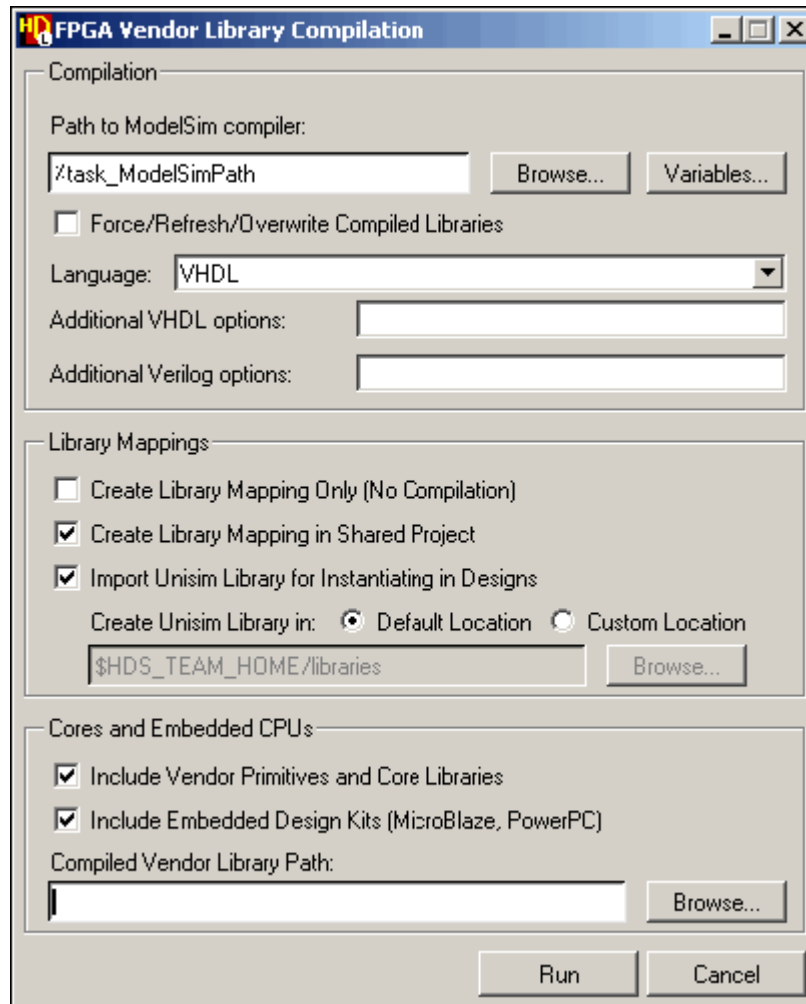 HDL FPGA Vendor Library Compilation
Compilation
Path to ModelSim compiler:
%task_ModelSimPath Browse... Variables...
Force/Refresh/Overwrite Compiled Libraries
Language: VHDL
Additional VHDL options:
Additional Verilog options:
Library Mappings
Create Library Mapping Only (No Compilation)
Create Library Mapping in Shared Project
Import Unisim Library for Instantiating in Designs
Create Unisim Library in: Default Location Custom Location
$HDS_TEAM_HOME/libraries Browse...
Cores and Embedded CPUs
Include Vendor Primitives and Core Libraries
Include Embedded Design Kits (MicroBlaze, PowerPC)
Compiled Vendor Library Path:
Browse...
Run Cancel